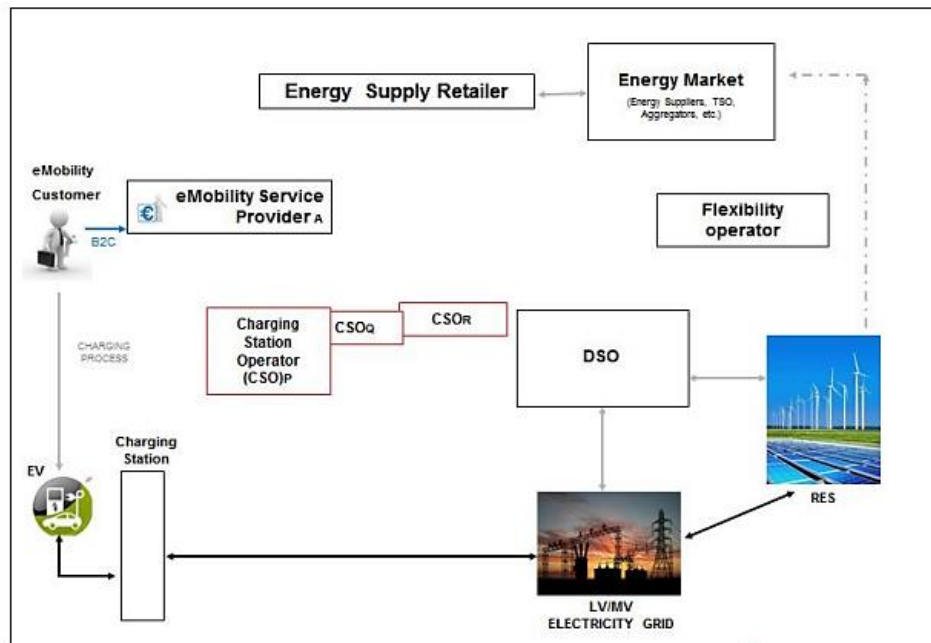 Energy Supply Retailer
Energy Market
(Energy Suppliers, TSO,
Aggregators, etc.)
eMobility
Customer
B2C
€
eMobility Service
Provider A
Flexibility
operator
Charging
Station
Operator
(CSO)P
CSOQ
CSOR
DSO
CHARGING
PROCESS
EV
Charging
Station
RES
LV/MV
ELECTRICITY GRID